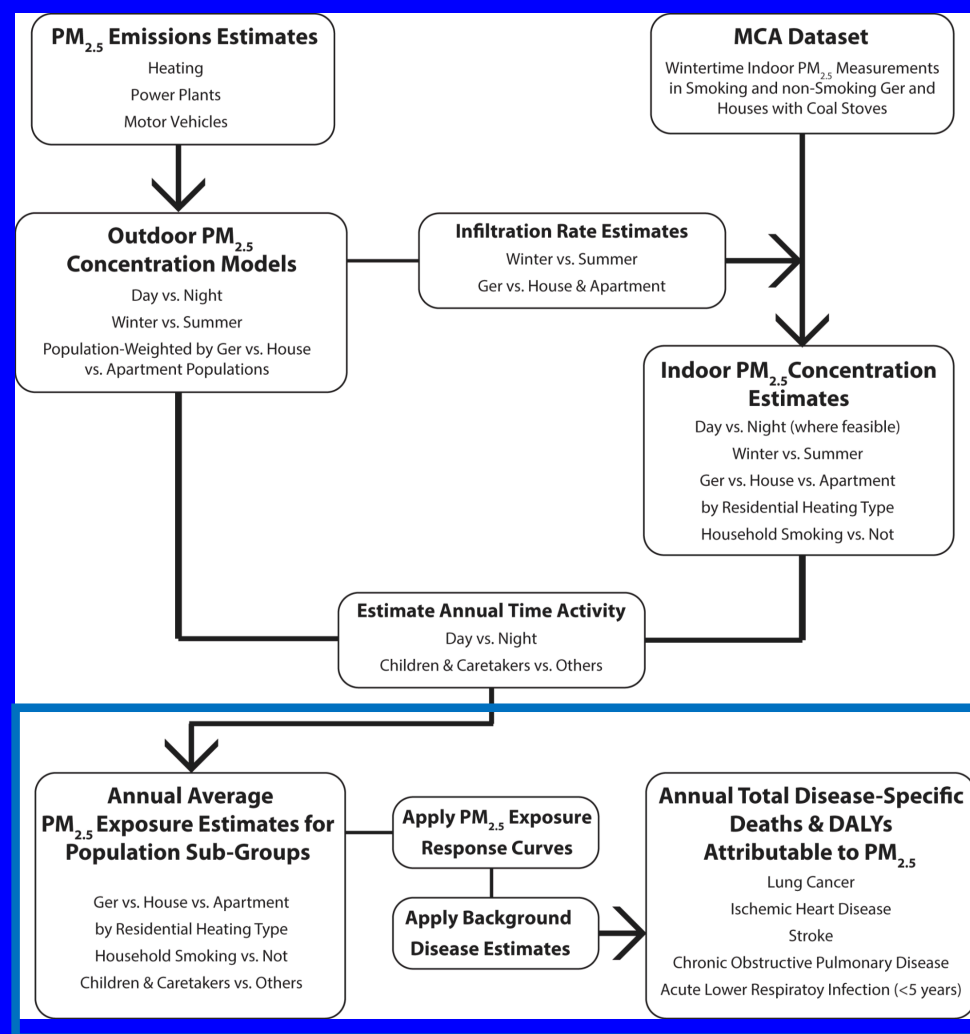 PM2.5 Emissions Estimates
Heating
Power Plants
Motor Vehicles
MCA Dataset
Wintertime Indoor PM2.5 Measurements
in Smoking and non-Smoking Ger and
Houses with Coal Stoves
Outdoor PM2.5
Concentration Models
Day vs. Night
Winter vs. Summer
Population-Weighted by Ger vs. House
vs. Apartment Populations
Infiltration Rate Estimates
Winter vs. Summer
Ger vs. House & Apartment
Indoor PM2.5 Concentration
Estimates
Day vs. Night (where feasible)
Winter vs. Summer
Ger vs. House vs. Apartment
by Residential Heating Type
Household Smoking vs. Not
Estimate Annual Time Activity
Day vs. Night
Children & Caretakers vs. Others
Annual Average
PM2.5 Exposure Estimates for
Population Sub-Groups
Ger vs. House vs. Apartment
by Residential Heating Type
Household Smoking vs. Not
Children & Caretakers vs. Others
Apply PM2.5 Exposure
Response Curves
Apply Background
Disease Estimates
Annual Total Disease-Specific
Deaths & DALYs
Attributable to PM2.5
Lung Cancer
Ischemic Heart Disease
Stroke
Chronic Obstructive Pulmonary Disease
Acute Lower Respiratoy Infection (<5 years)